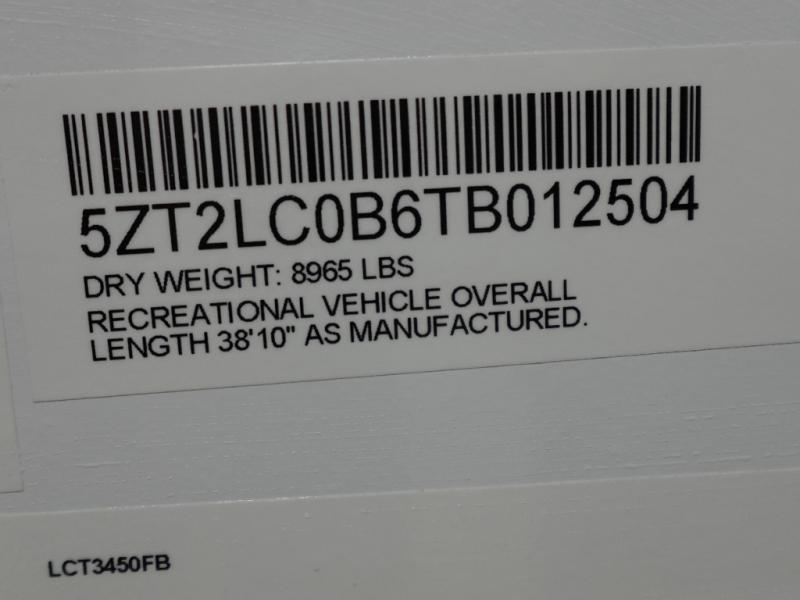 5ZT2LC0B6TB012504
DRY WEIGHT: 8965 LBS
RECREATIONAL VEHICLE OVERALL
LENGTH 38'10" AS MANUFACTURED.
LCT3450FB